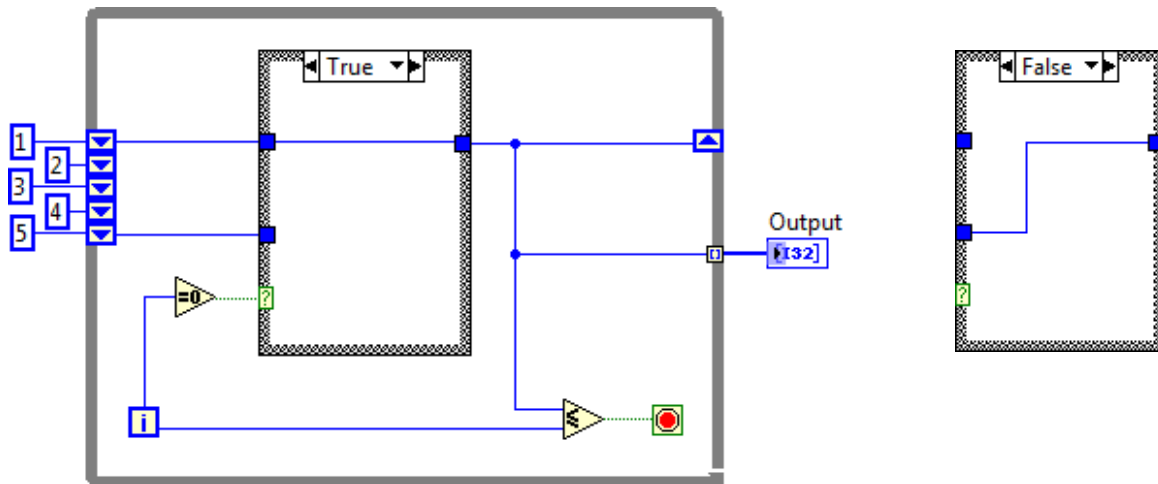 True
False
1
2
3
4
5
Output
[I32]
[]
=0
?
?
≤
i